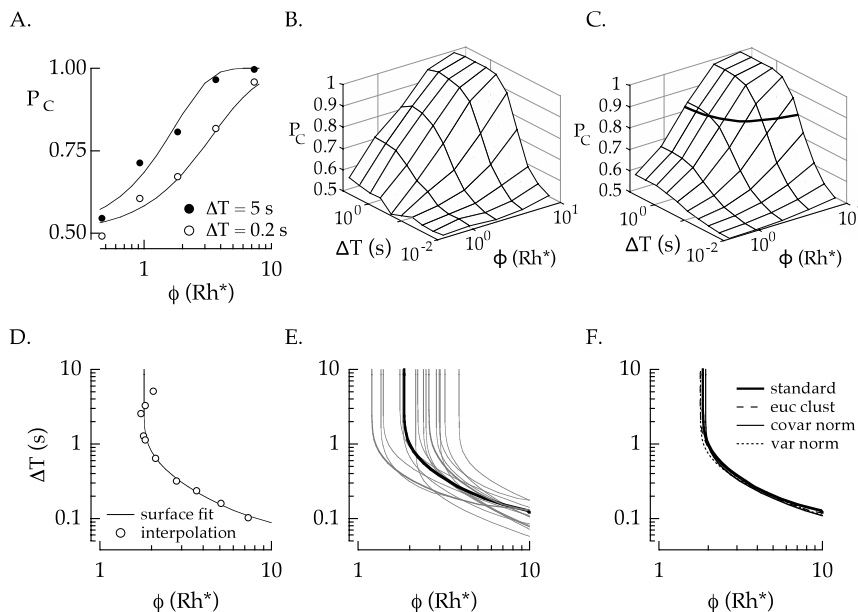 A.
1.00
P_C
0.75
0.50
ΔT = 5 s
ΔT = 0.2 s
1
10
ϕ (Rh*)
B.
1
0.9
0.8
P_C
0.7
0.6
0.5
10^0
ΔT (s)
10^-2
10^0
10^1
ϕ (Rh*)
C.
1
0.9
0.8
P_C
0.7
0.6
0.5
10^0
ΔT (s)
10^-2
10^0
10^1
ϕ (Rh*)
D.
10
ΔT (s)
1
0.1
surface fit
interpolation
1
10
ϕ (Rh*)
E.
10
1
0.1
1
10
ϕ (Rh*)
F.
10
1
0.1
standard
euc clust
covar norm
var norm
1
10
ϕ (Rh*)